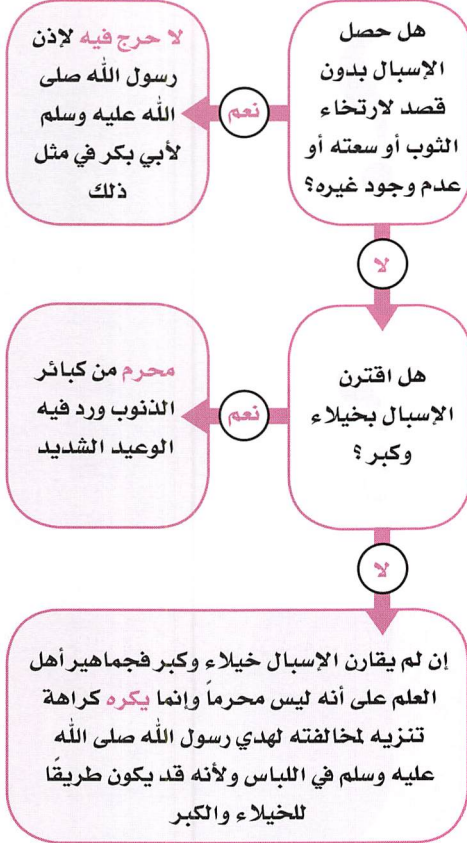 هل حصل
الإسبال بدون
قصد لارتخاء
الثوب أو سعته أو
عدم وجود غيره؟
نعم
لا حرج فيه لإذن
رسول الله صلى
الله عليه وسلم
لأبي بكر في مثل
ذلك
لا
هل اقترن
الإسبال بخيلاء
وكبر؟
نعم
محرم من كبائر
الذنوب ورد فيه
الوعيد الشديد
لا
إن لم يقارن الإسبال خيلاء وكبر فجماهير أهل
العلم على أنه ليس محرماً وإنما يكره كراهة
تنزيه لمخالفته لهدي رسول الله صلى الله
عليه وسلم في اللباس ولأنه قد يكون طريقًا
للخيلاء والكبر